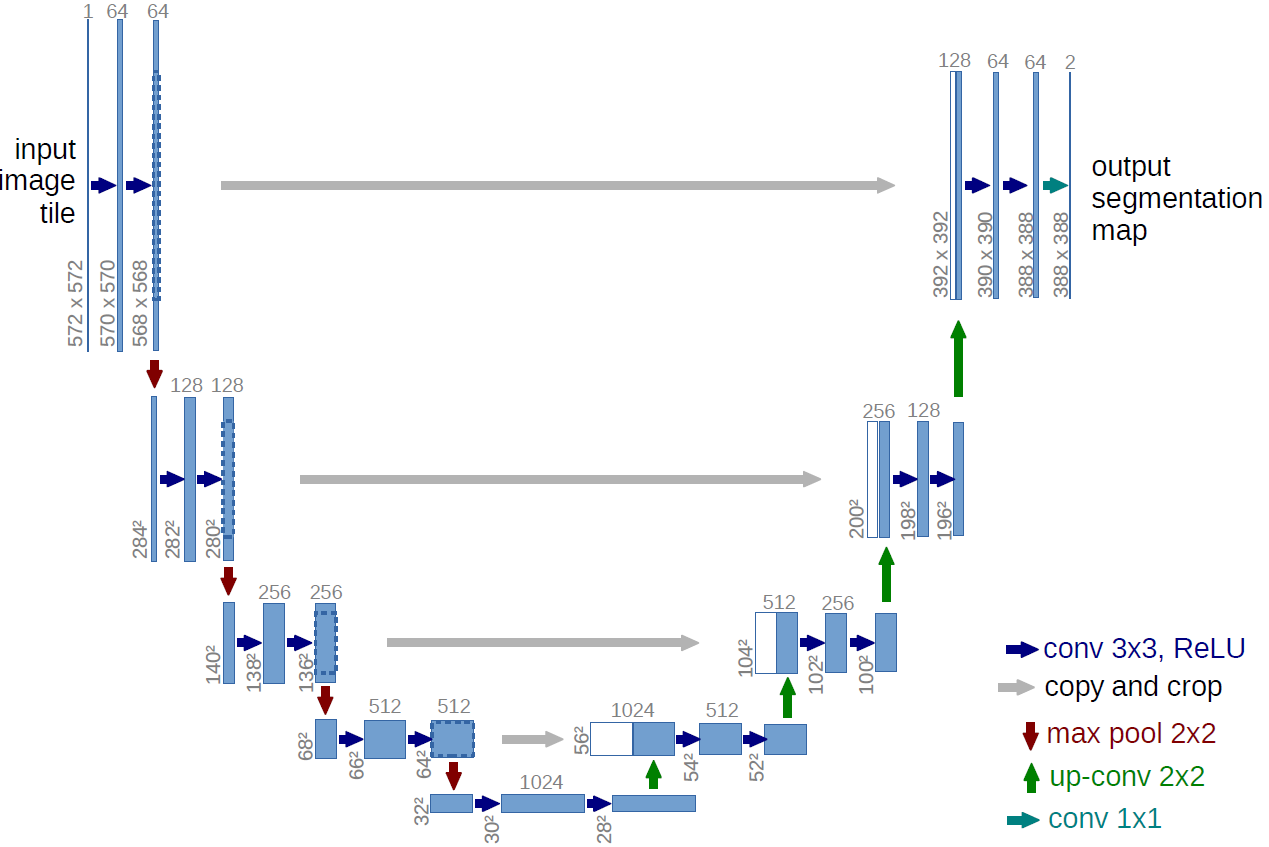 1 64 64
input
image
tile
572 x 572
570 x 570
568 x 568
128 64 64 2
output
segmentation
map
392 x 392
390 x 390
388 x 388
388 x 388
128 128
284²
282²
280²
256 128
200²
198²
196²
256 256
140²
138²
136²
512 256
104²
102²
100²
512 512
68²
66²
64²
1024 512
56²
54²
52²
1024
32²
30²
28²
conv 3x3, ReLU
copy and crop
max pool 2x2
up-conv 2x2
conv 1x1